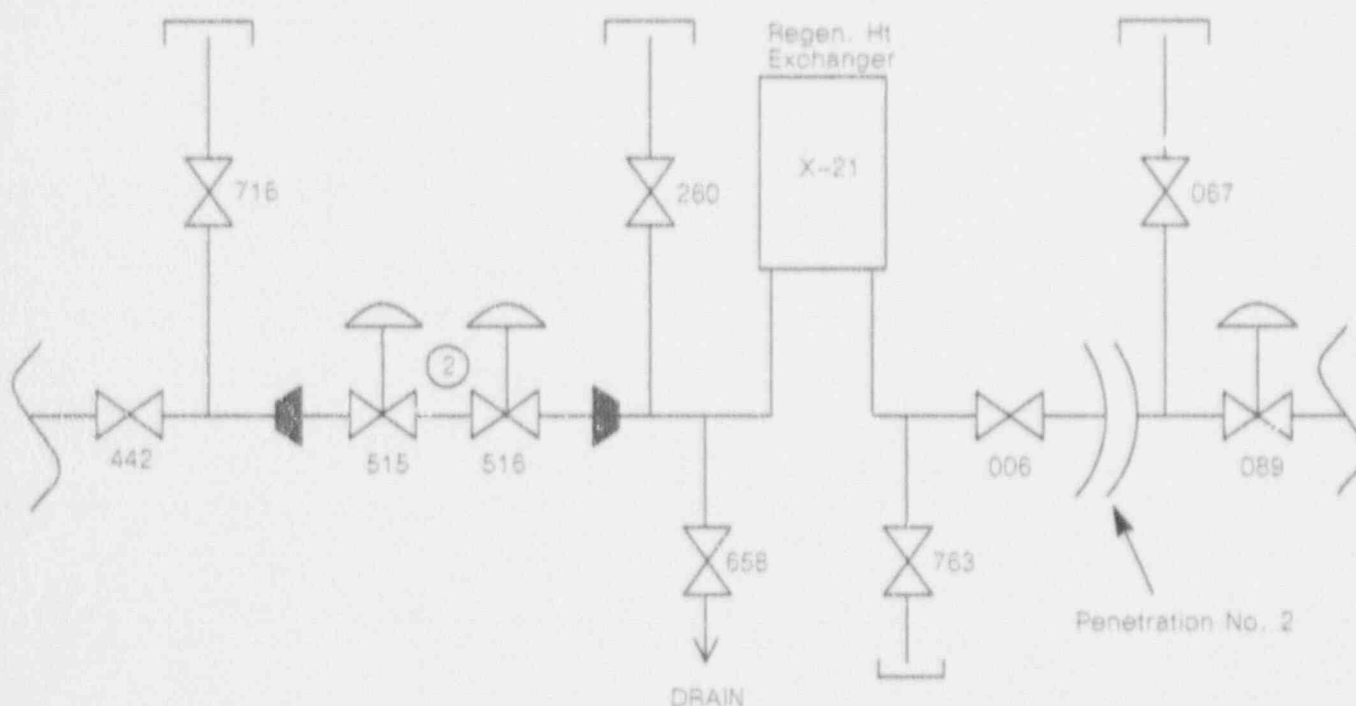 Regen. Ht
Exchanger
X-21
716
260
067
2
442
515
516
006
089
658
763
Penetration No. 2
DRAIN